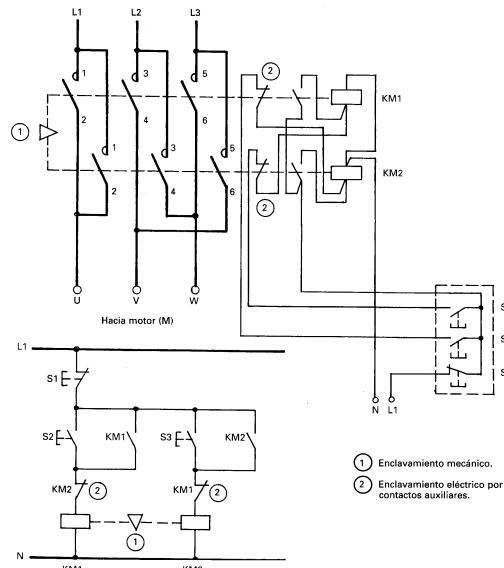 L1
L2
L3
1
3
5
2
KM1
2
4
6
1
1
3
5
KM2
2
4
6
2
U
V
W
Hacia motor (M)
S
S
S
N L1
L1
S1
S2
KM1
S3
KM2
KM2
2
KM1
2
1
N
1 Enclavamiento mecánico.
2 Enclavamiento eléctrico por
contactos auxiliares.